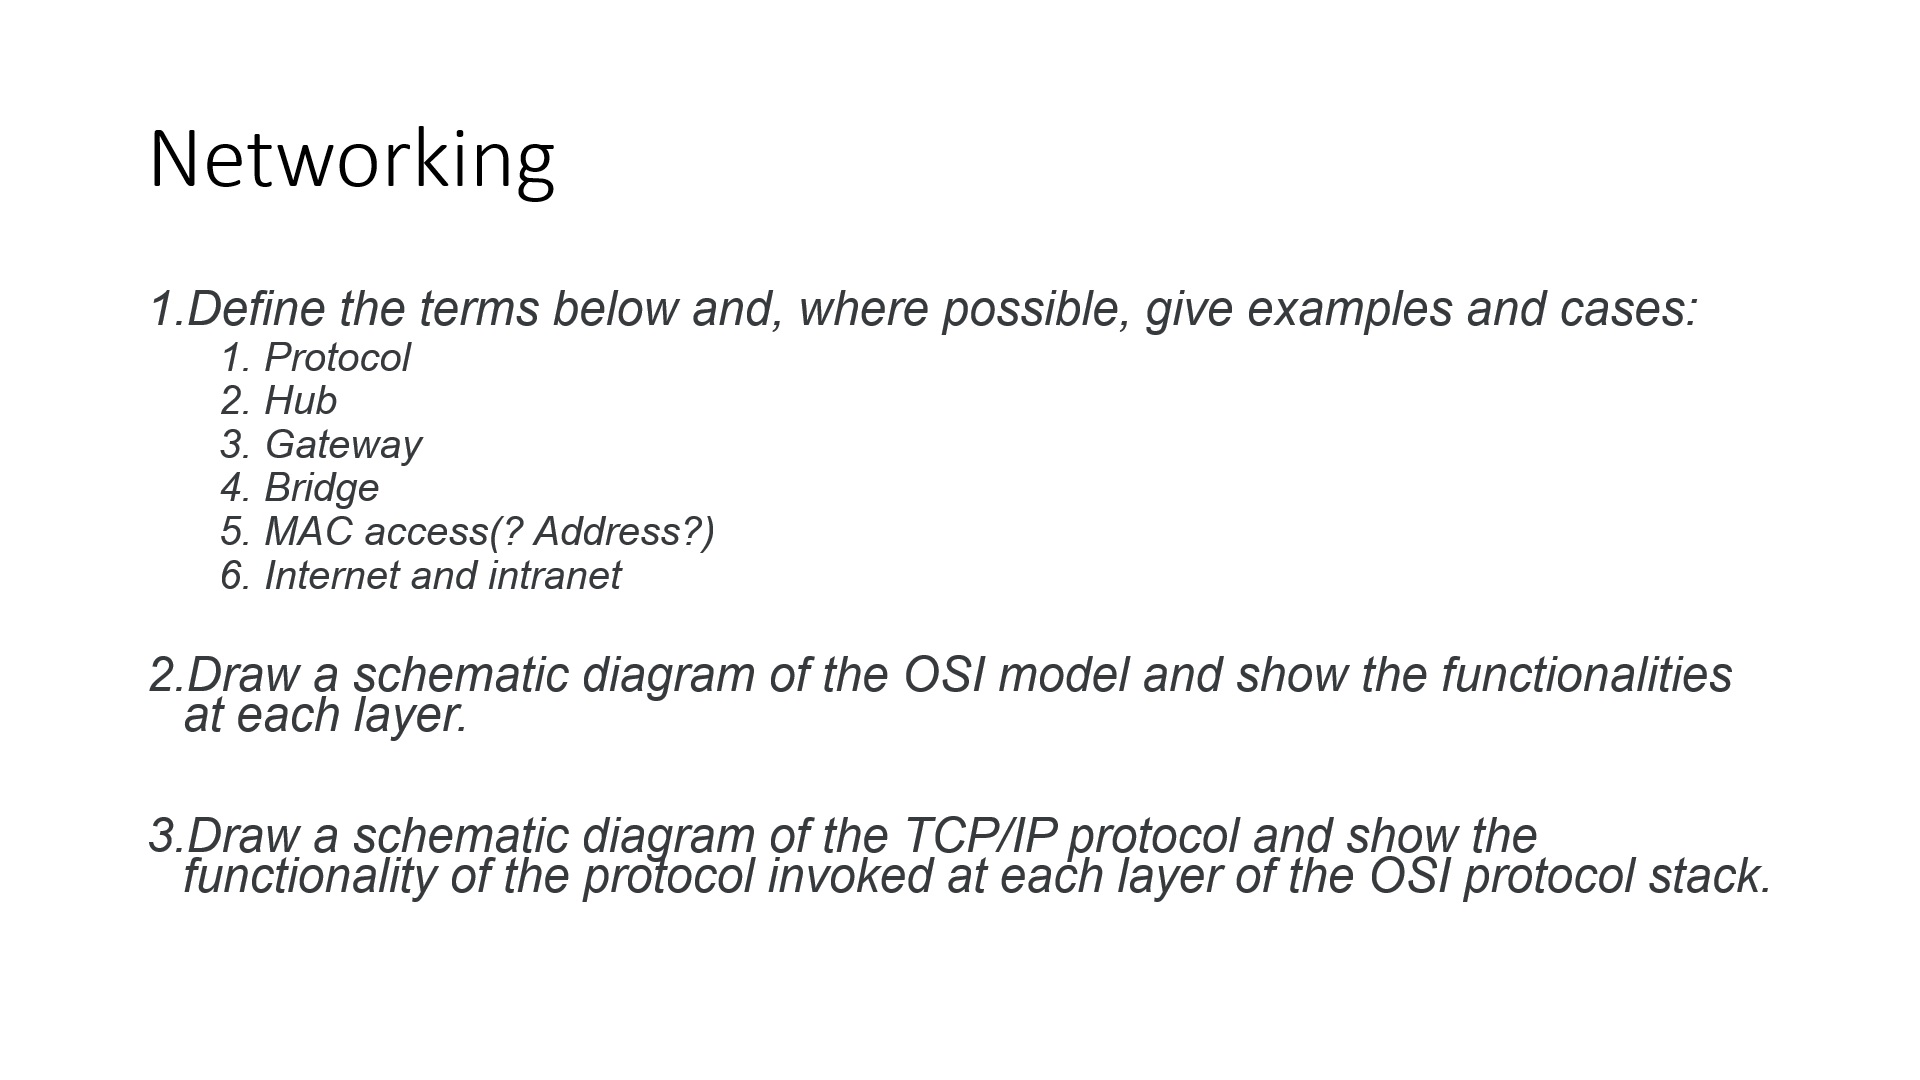 Networking
1.Define the terms below and, where possible, give examples and cases:
1. Protocol
2. Hub
3. Gateway
4. Bridge
5. MAC access(? Address?)
6. Internet and intranet
2.Draw a schematic diagram of the OSI model and show the functionalities
at each layer.
3.Draw a schematic diagram of the TCP/IP protocol and show the
functionality of the protocol invoked at each layer of the OSI protocol stack.